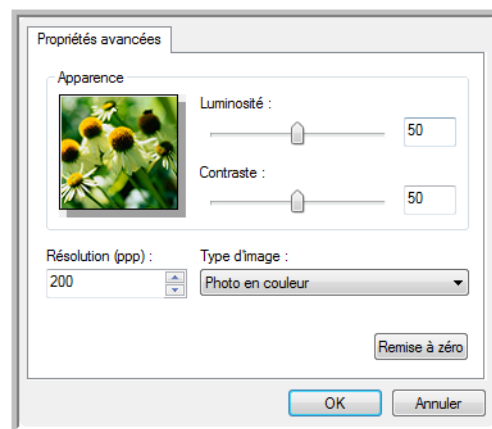 Propriétés avancées
Apparence
Luminosité :
50
Contraste :
50
Résolution (ppp) :
Type d'image :
200
Photo en couleur
Remise à zéro
OK
Annuler